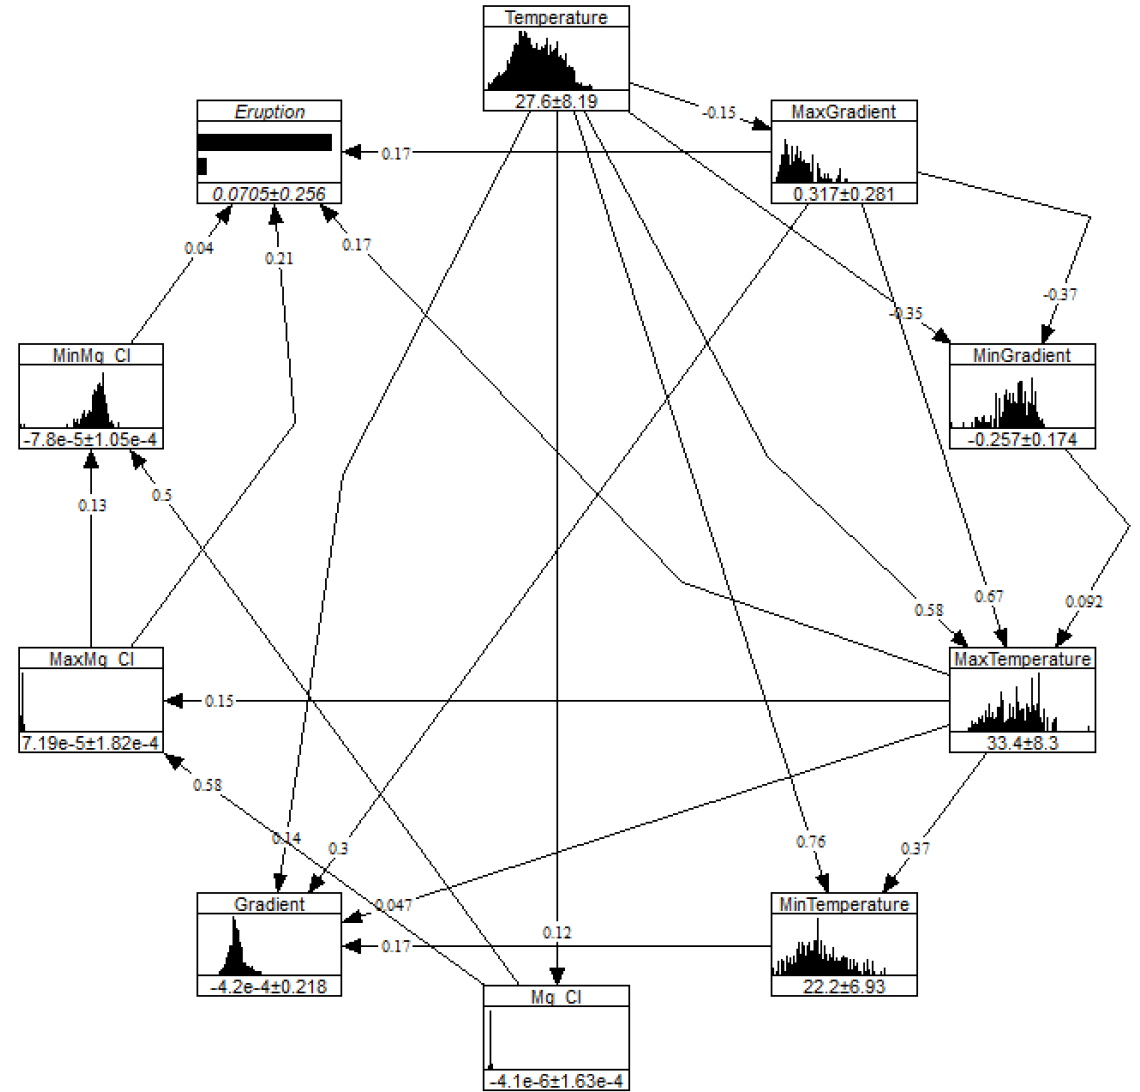 Temperature
27.6±8.19
Eruption
0.0705±0.256
MaxGradient
0.317±0.281
-0.15
0.17
0.04
0.21
0.17
-0.37
-0.35
MinMg_Cl
-7.8e-5±1.05e-4
MinGradient
-0.257±0.174
0.13
0.5
0.58
0.67
0.092
MaxMg_Cl
7.19e-5±1.82e-4
0.15
MaxTemperature
33.4±8.3
0.58
0.14
0.3
0.76
0.37
Gradient
-4.2e-4±0.218
0.047
0.17
0.12
MinTemperature
22.2±6.93
Mg_Cl
-4.1e-6±1.63e-4